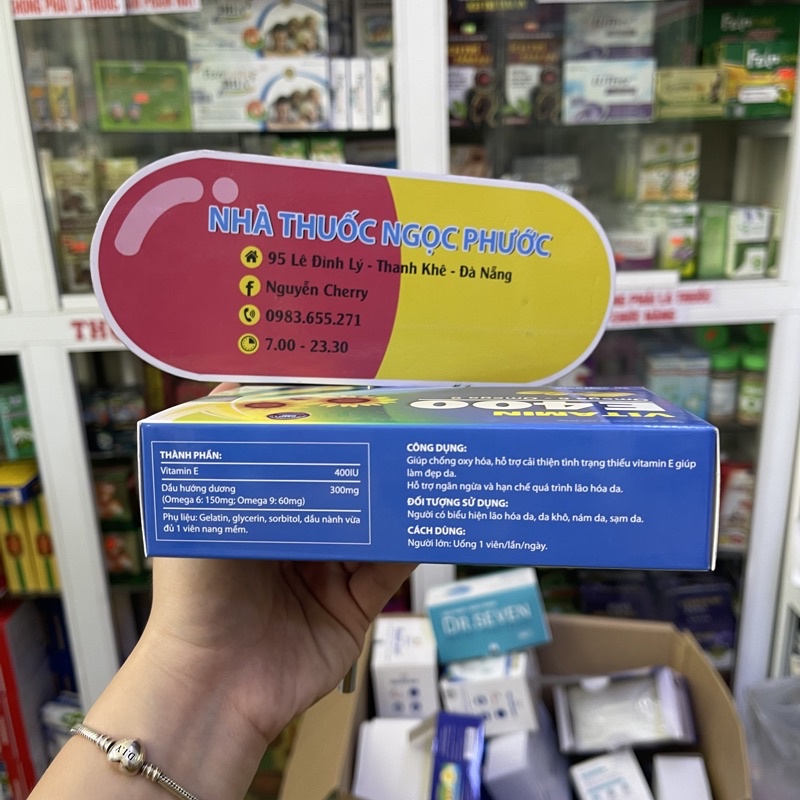 NHÀ THUỐC NGỌC PHƯỚC
95 Lê Đình Lý - Thanh Khê - Đà Nẵng
Nguyễn Cherry
0983.655.271
7.00 - 23.30
VITAMIN
E400
THÀNH PHẦN:
Vitamin E 400IU
Dầu hướng dương 300mg
(Omega 6: 150mg; Omega 9: 60mg)
Phụ liệu: Gelatin, glycerin, sorbitol, dầu nành vừa
đủ 1 viên nang mềm.
CÔNG DỤNG:
Giúp chống oxy hóa, hỗ trợ cải thiện tình trạng thiếu vitamin E giúp
làm đẹp da.
Hỗ trợ ngăn ngừa và hạn chế quá trình lão hóa da.
ĐỐI TƯỢNG SỬ DỤNG:
Người có biểu hiện lão hóa da, da khô, nám da, sạm da.
CÁCH DÙNG:
Người lớn: Uống 1 viên/lần/ngày.
DR.SEVEN